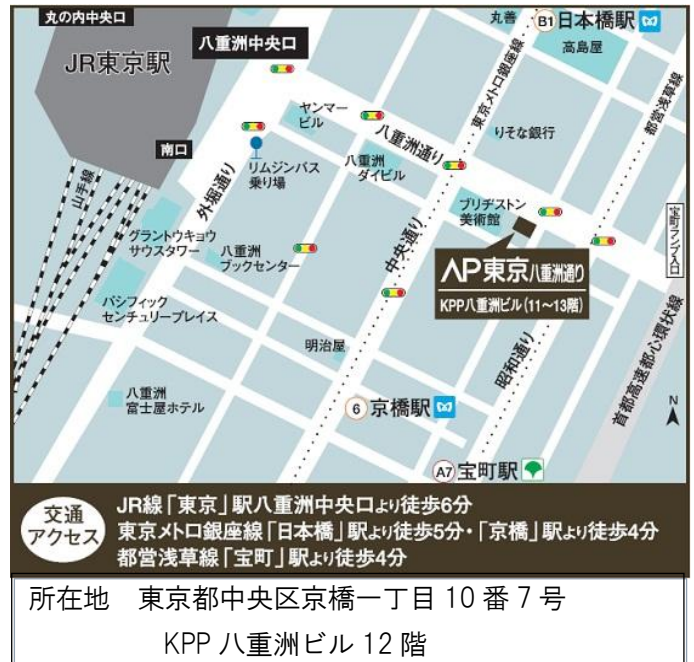 丸の内中央口
JR東京駅
八重洲中央口
丸善
B1 日本橋駅
高島屋
東京メトロ銀座線
都営浅草線
ヤンマー
ビル
八重洲通り
りそな銀行
南口
山手線
外堀通り
リムジンバス
乗り場
八重洲
ダイビル
ブリヂストン
美術館
宝町ランプ入口
グラントウキョウ
サウスタワー
八重洲
ブックセンター
中央通り
AP東京八重洲通り
KPP八重洲ビル(11~13階)
パシフィック
センチュリープレイス
明治屋
昭和通り
首都高速都心環状線
N
八重洲
富士屋ホテル
6 京橋駅
A7 宝町駅
交通
アクセス
JR線「東京」駅八重洲中央口より徒歩6分
東京メトロ銀座線「日本橋」駅より徒歩5分・「京橋」駅より徒歩4分
都営浅草線「宝町」駅より徒歩4分
所在地 東京都中央区京橋一丁目10番7号
KPP八重洲ビル12階